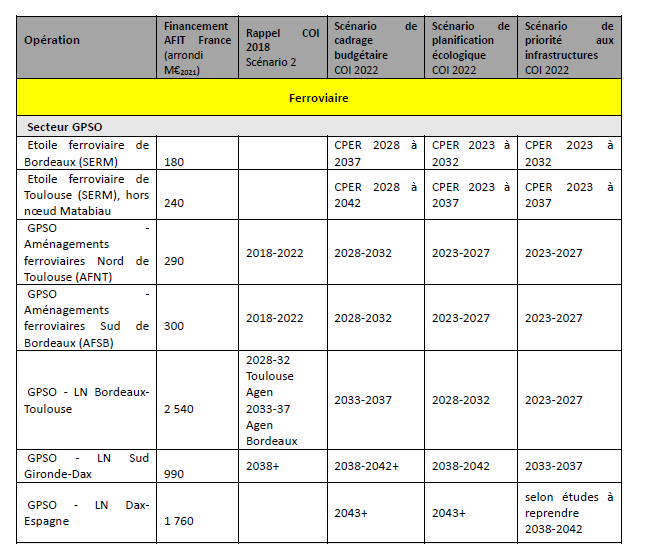 Opération
Financement
AFIT France
(arrondi
M€2021)
Rappel COI
2018
Scénario 2
Scénario de
cadrage
budgétaire
COI 2022
Scénario de
planification
écologique
COI 2022
Scénario de
priorité aux
infrastructures
COI 2022
Ferroviaire
Secteur GPSO
Etoile ferroviaire de
Bordeaux (SERM)
180
CPER 2028 à
2037
CPER 2023 à
2032
CPER 2023 à
2032
Etoile ferroviaire de
Toulouse (SERM), hors
nœud Matabiau
240
CPER 2028 à
2042
CPER 2023 à
2037
CPER 2023 à
2037
GPSO -
Aménagements
ferroviaires Nord de
Toulouse (AFNT)
290
2018-2022
2028-2032
2023-2027
2023-2027
GPSO -
Aménagements
ferroviaires Sud de
Bordeaux (AFSB)
300
2018-2022
2028-2032
2023-2027
2023-2027
GPSO - LN Bordeaux-
Toulouse
2 540
2028-32
Toulouse
Agen
2033-37
Agen
Bordeaux
2033-2037
2028-2032
2023-2027
GPSO - LN Sud
Gironde-Dax
990
2038+
2038-2042+
2038-2042
2033-2037
GPSO - LN Dax-
Espagne
1 760
2043+
2043+
selon études à
reprendre
2038-2042